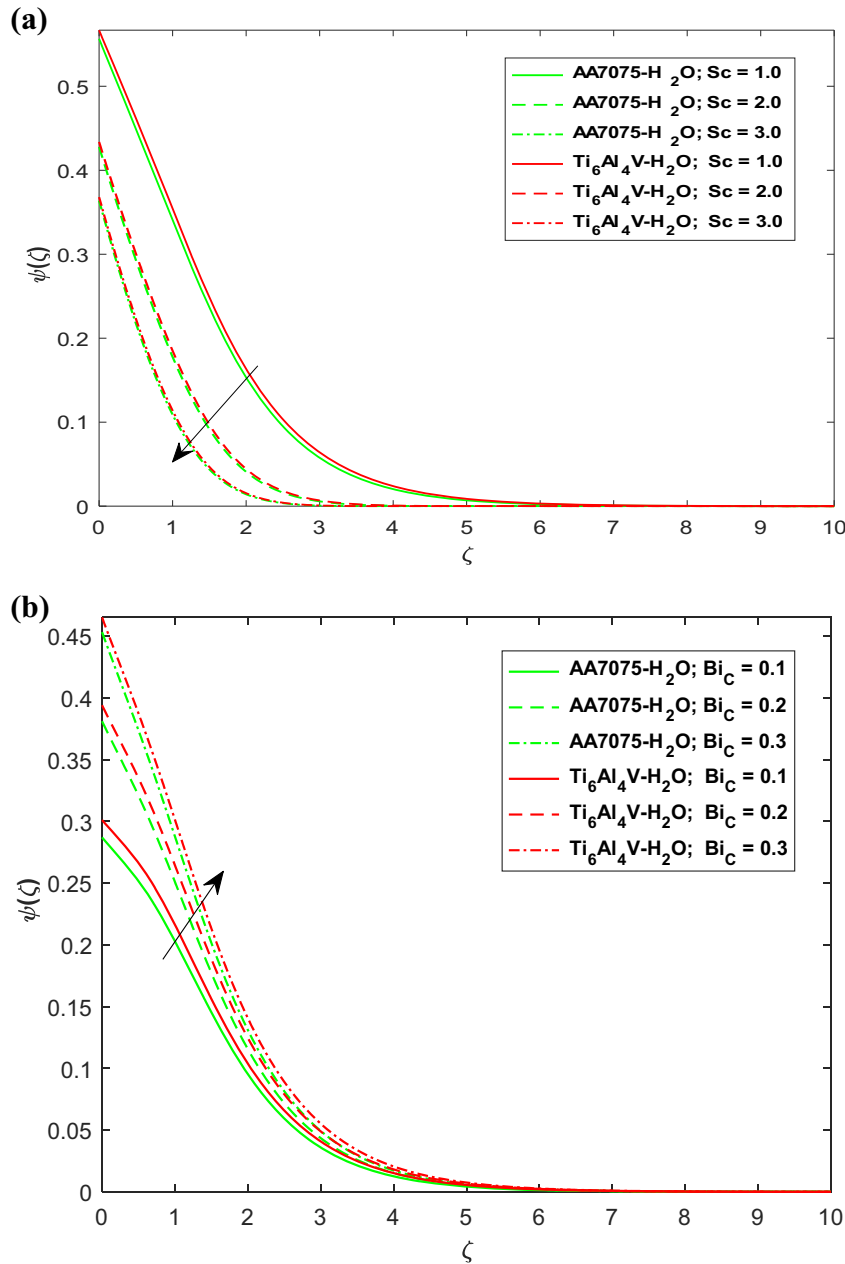 (a)
0.5
0.4
0.3
0.2
0.1
0
ψ(ζ)
AA7075-H 2O; Sc = 1.0
AA7075-H 2O; Sc = 2.0
AA7075-H 2O; Sc = 3.0
Ti6Al4V-H2O; Sc = 1.0
Ti6Al4V-H2O; Sc = 2.0
Ti6Al4V-H2O; Sc = 3.0
0 1 2 3 4 5 6 7 8 9 10
ζ
(b)
0.45
0.4
0.35
0.3
0.25
0.2
0.15
0.1
0.05
0
ψ(ζ)
AA7075-H2O; BiC = 0.1
AA7075-H2O; BiC = 0.2
AA7075-H2O; BiC = 0.3
Ti6Al4V-H2O; BiC = 0.1
Ti6Al4V-H2O; BiC = 0.2
Ti6Al4V-H2O; BiC = 0.3
0 1 2 3 4 5 6 7 8 9 10
ζ